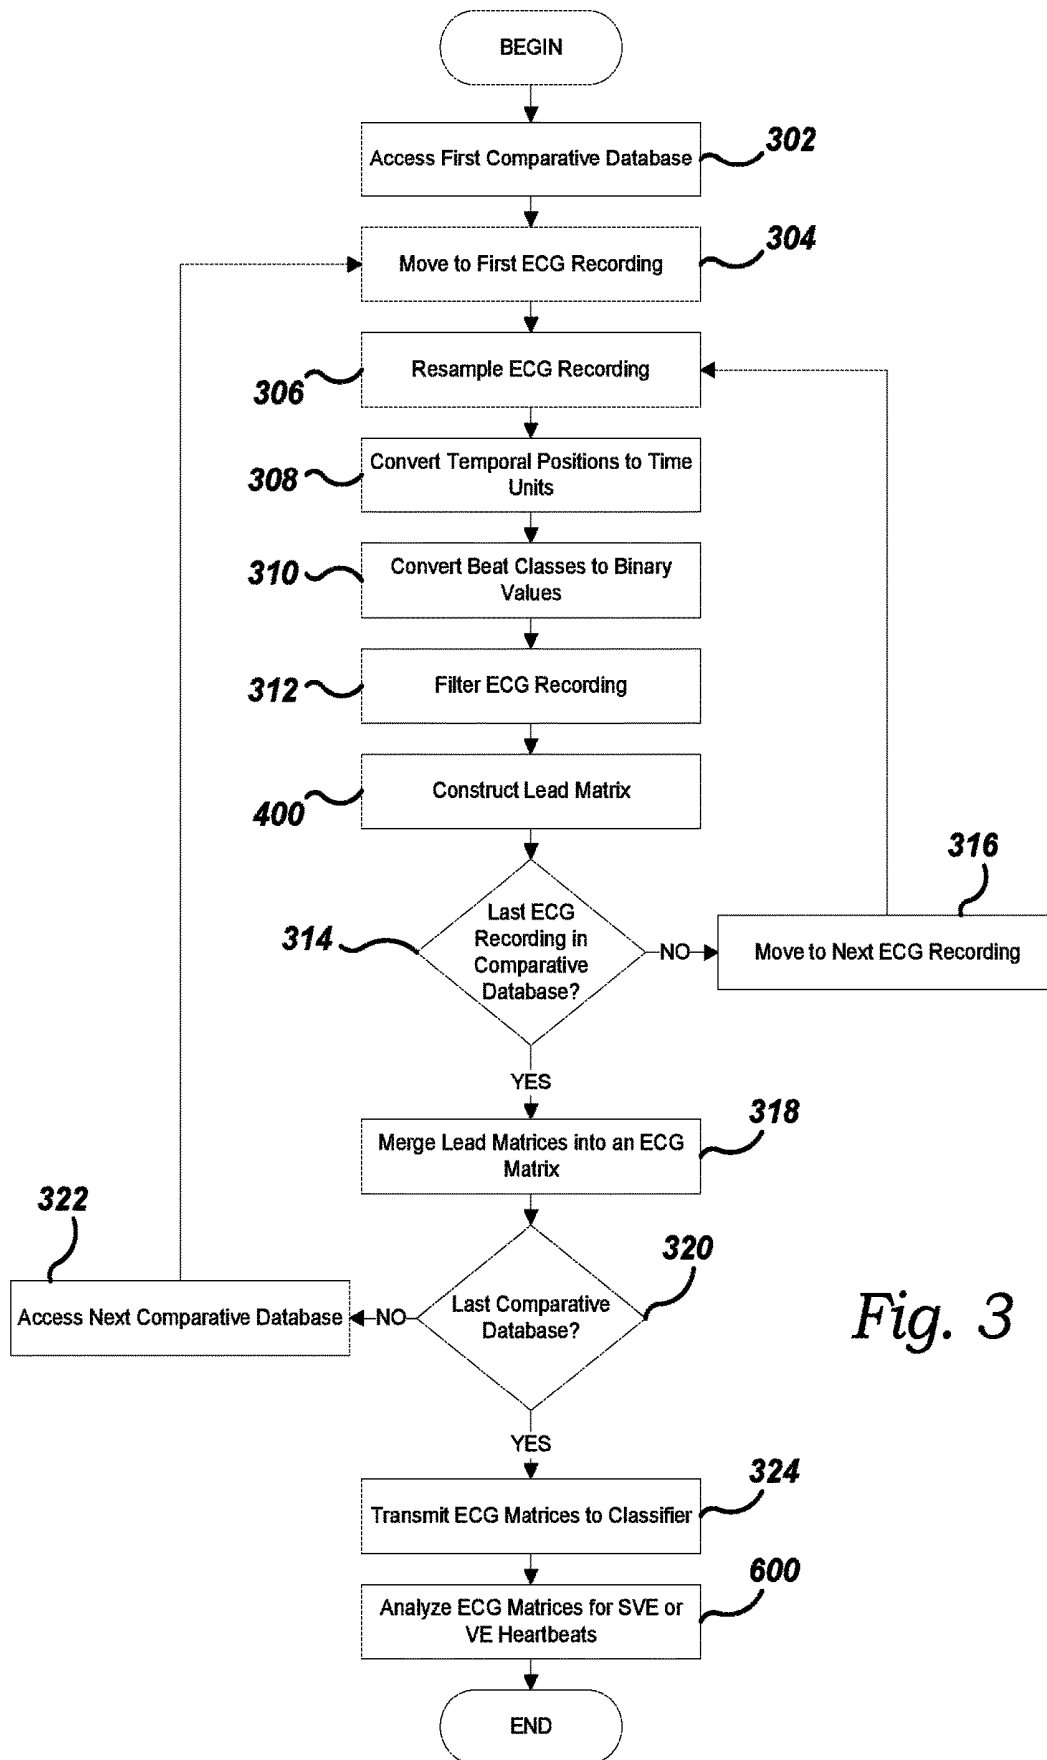 BEGIN
Access First Comparative Database
302
Move to First ECG Recording
304
Resample ECG Recording
306
Convert Temporal Positions to Time
Units
308
Convert Beat Classes to Binary
Values
310
Filter ECG Recording
312
Construct Lead Matrix
400
Last ECG
Recording in
Comparative
Database?
314
NO
Move to Next ECG Recording
316
YES
Merge Lead Matrices into an ECG
Matrix
318
Last Comparative
Database?
320
NO
Access Next Comparative Database
322
Fig. 3
YES
Transmit ECG Matrices to Classifier
324
Analyze ECG Matrices for SVE or
VE Heartbeats
600
END